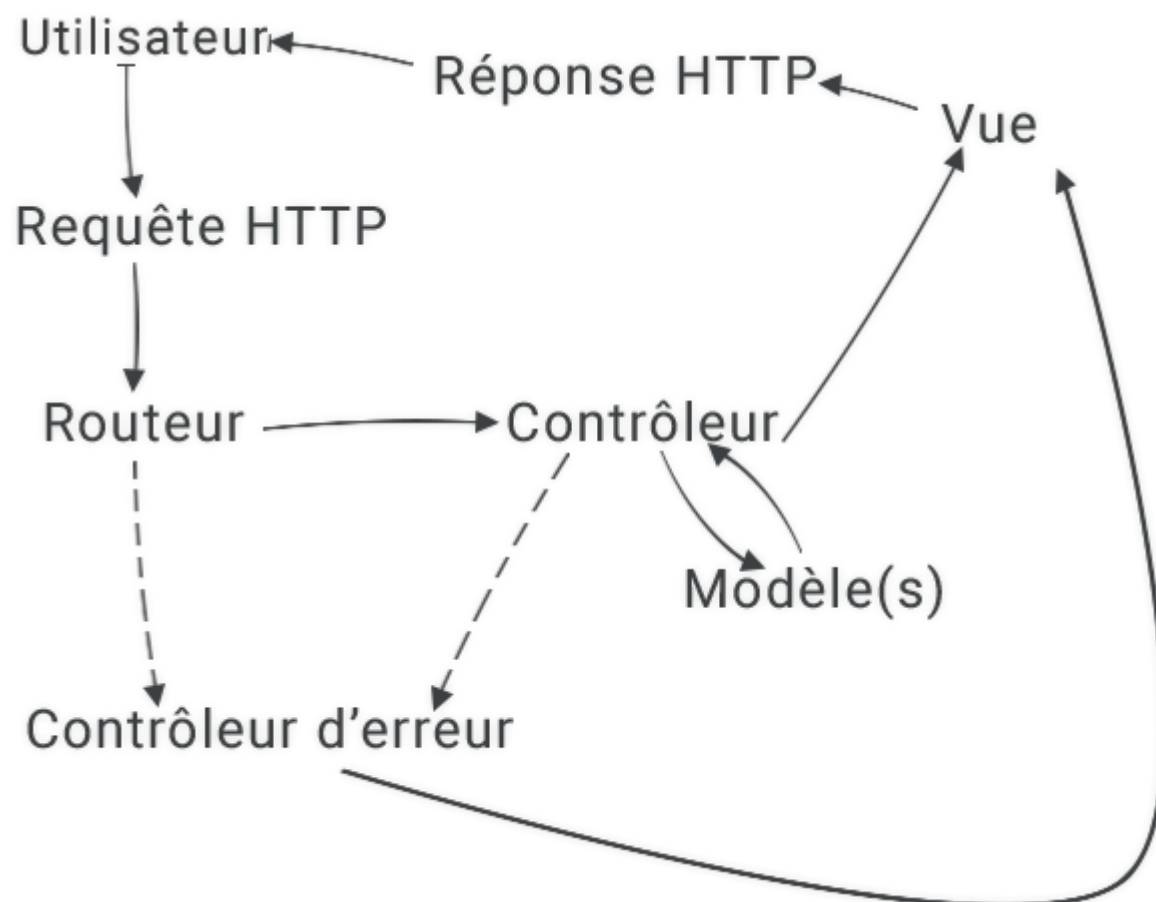 Utilisateur
Réponse HTTP
Vue
Requête HTTP
Routeur
Contrôleur
Modèle(s)
Contrôleur d’erreur